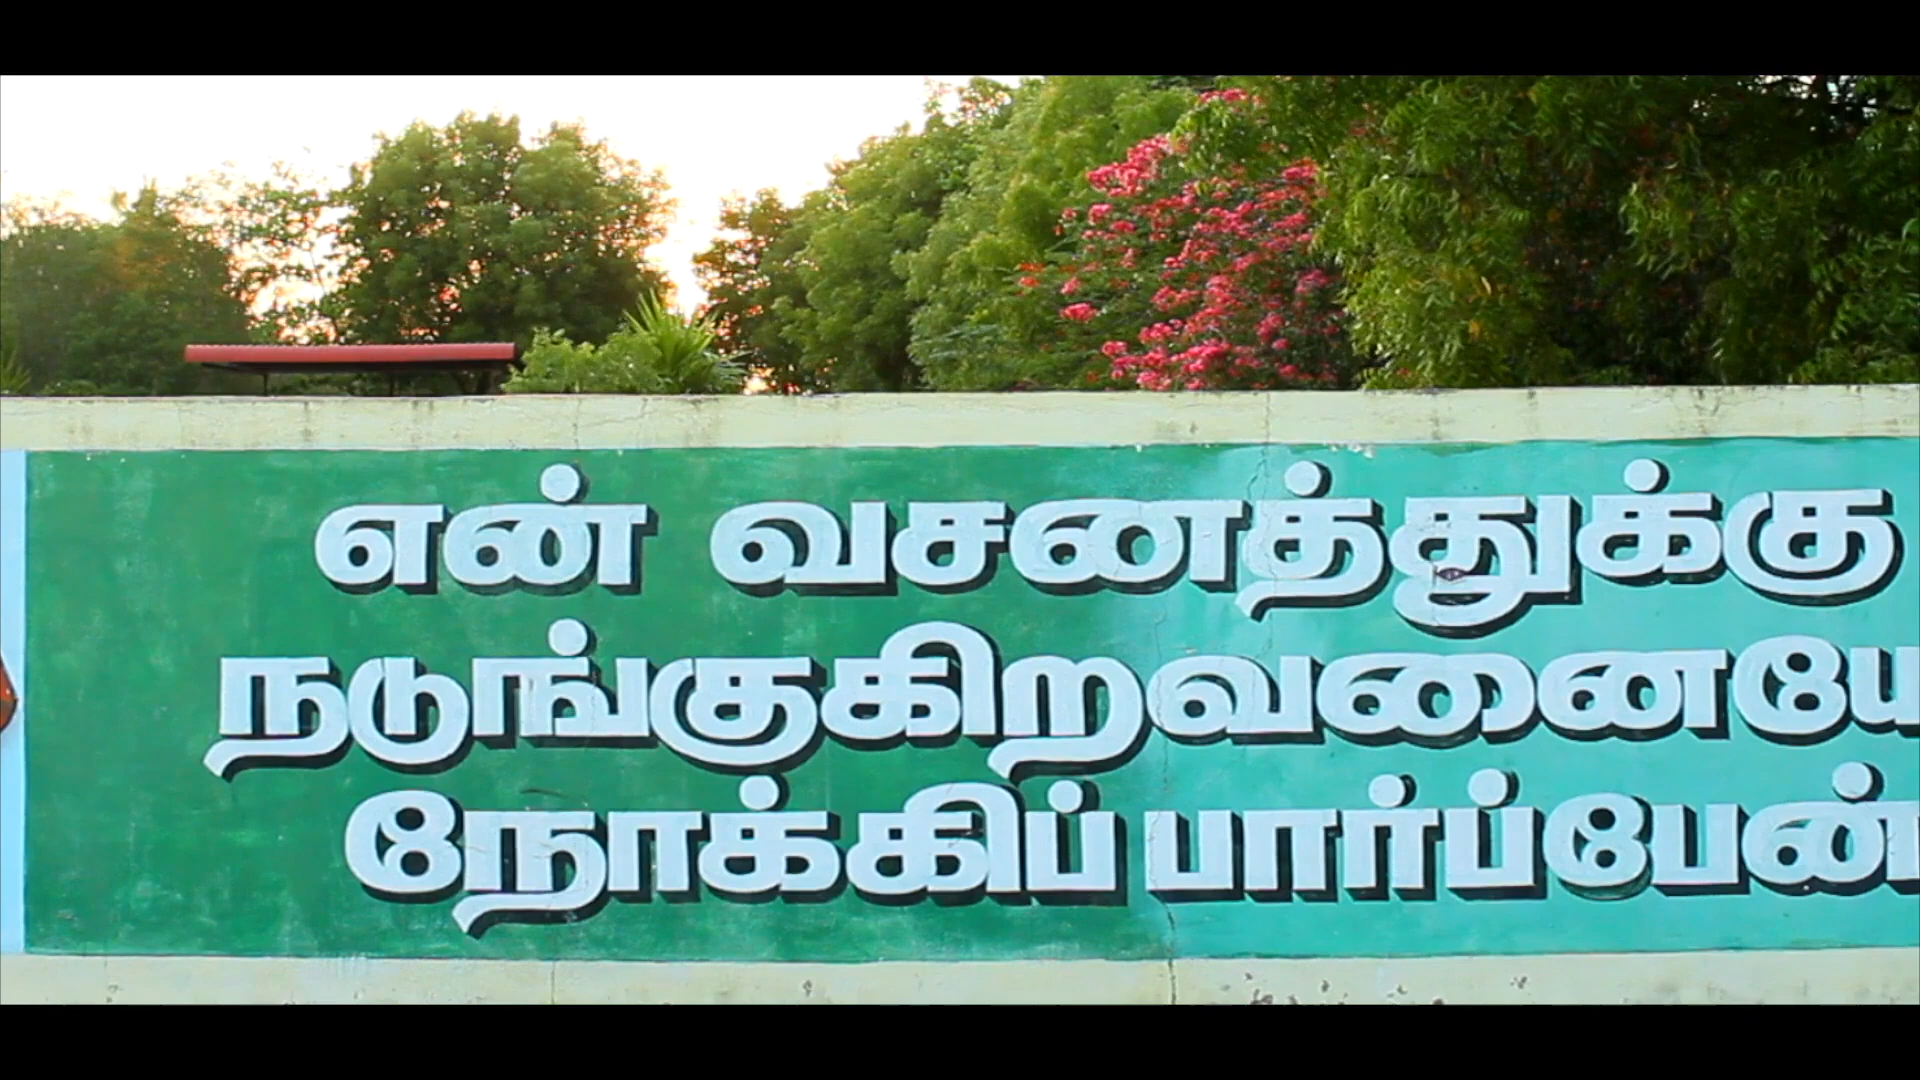 என் வசனத்துக்கு
நடுங்குகிறவனையே
நோக்கிப் பார்ப்பேன்